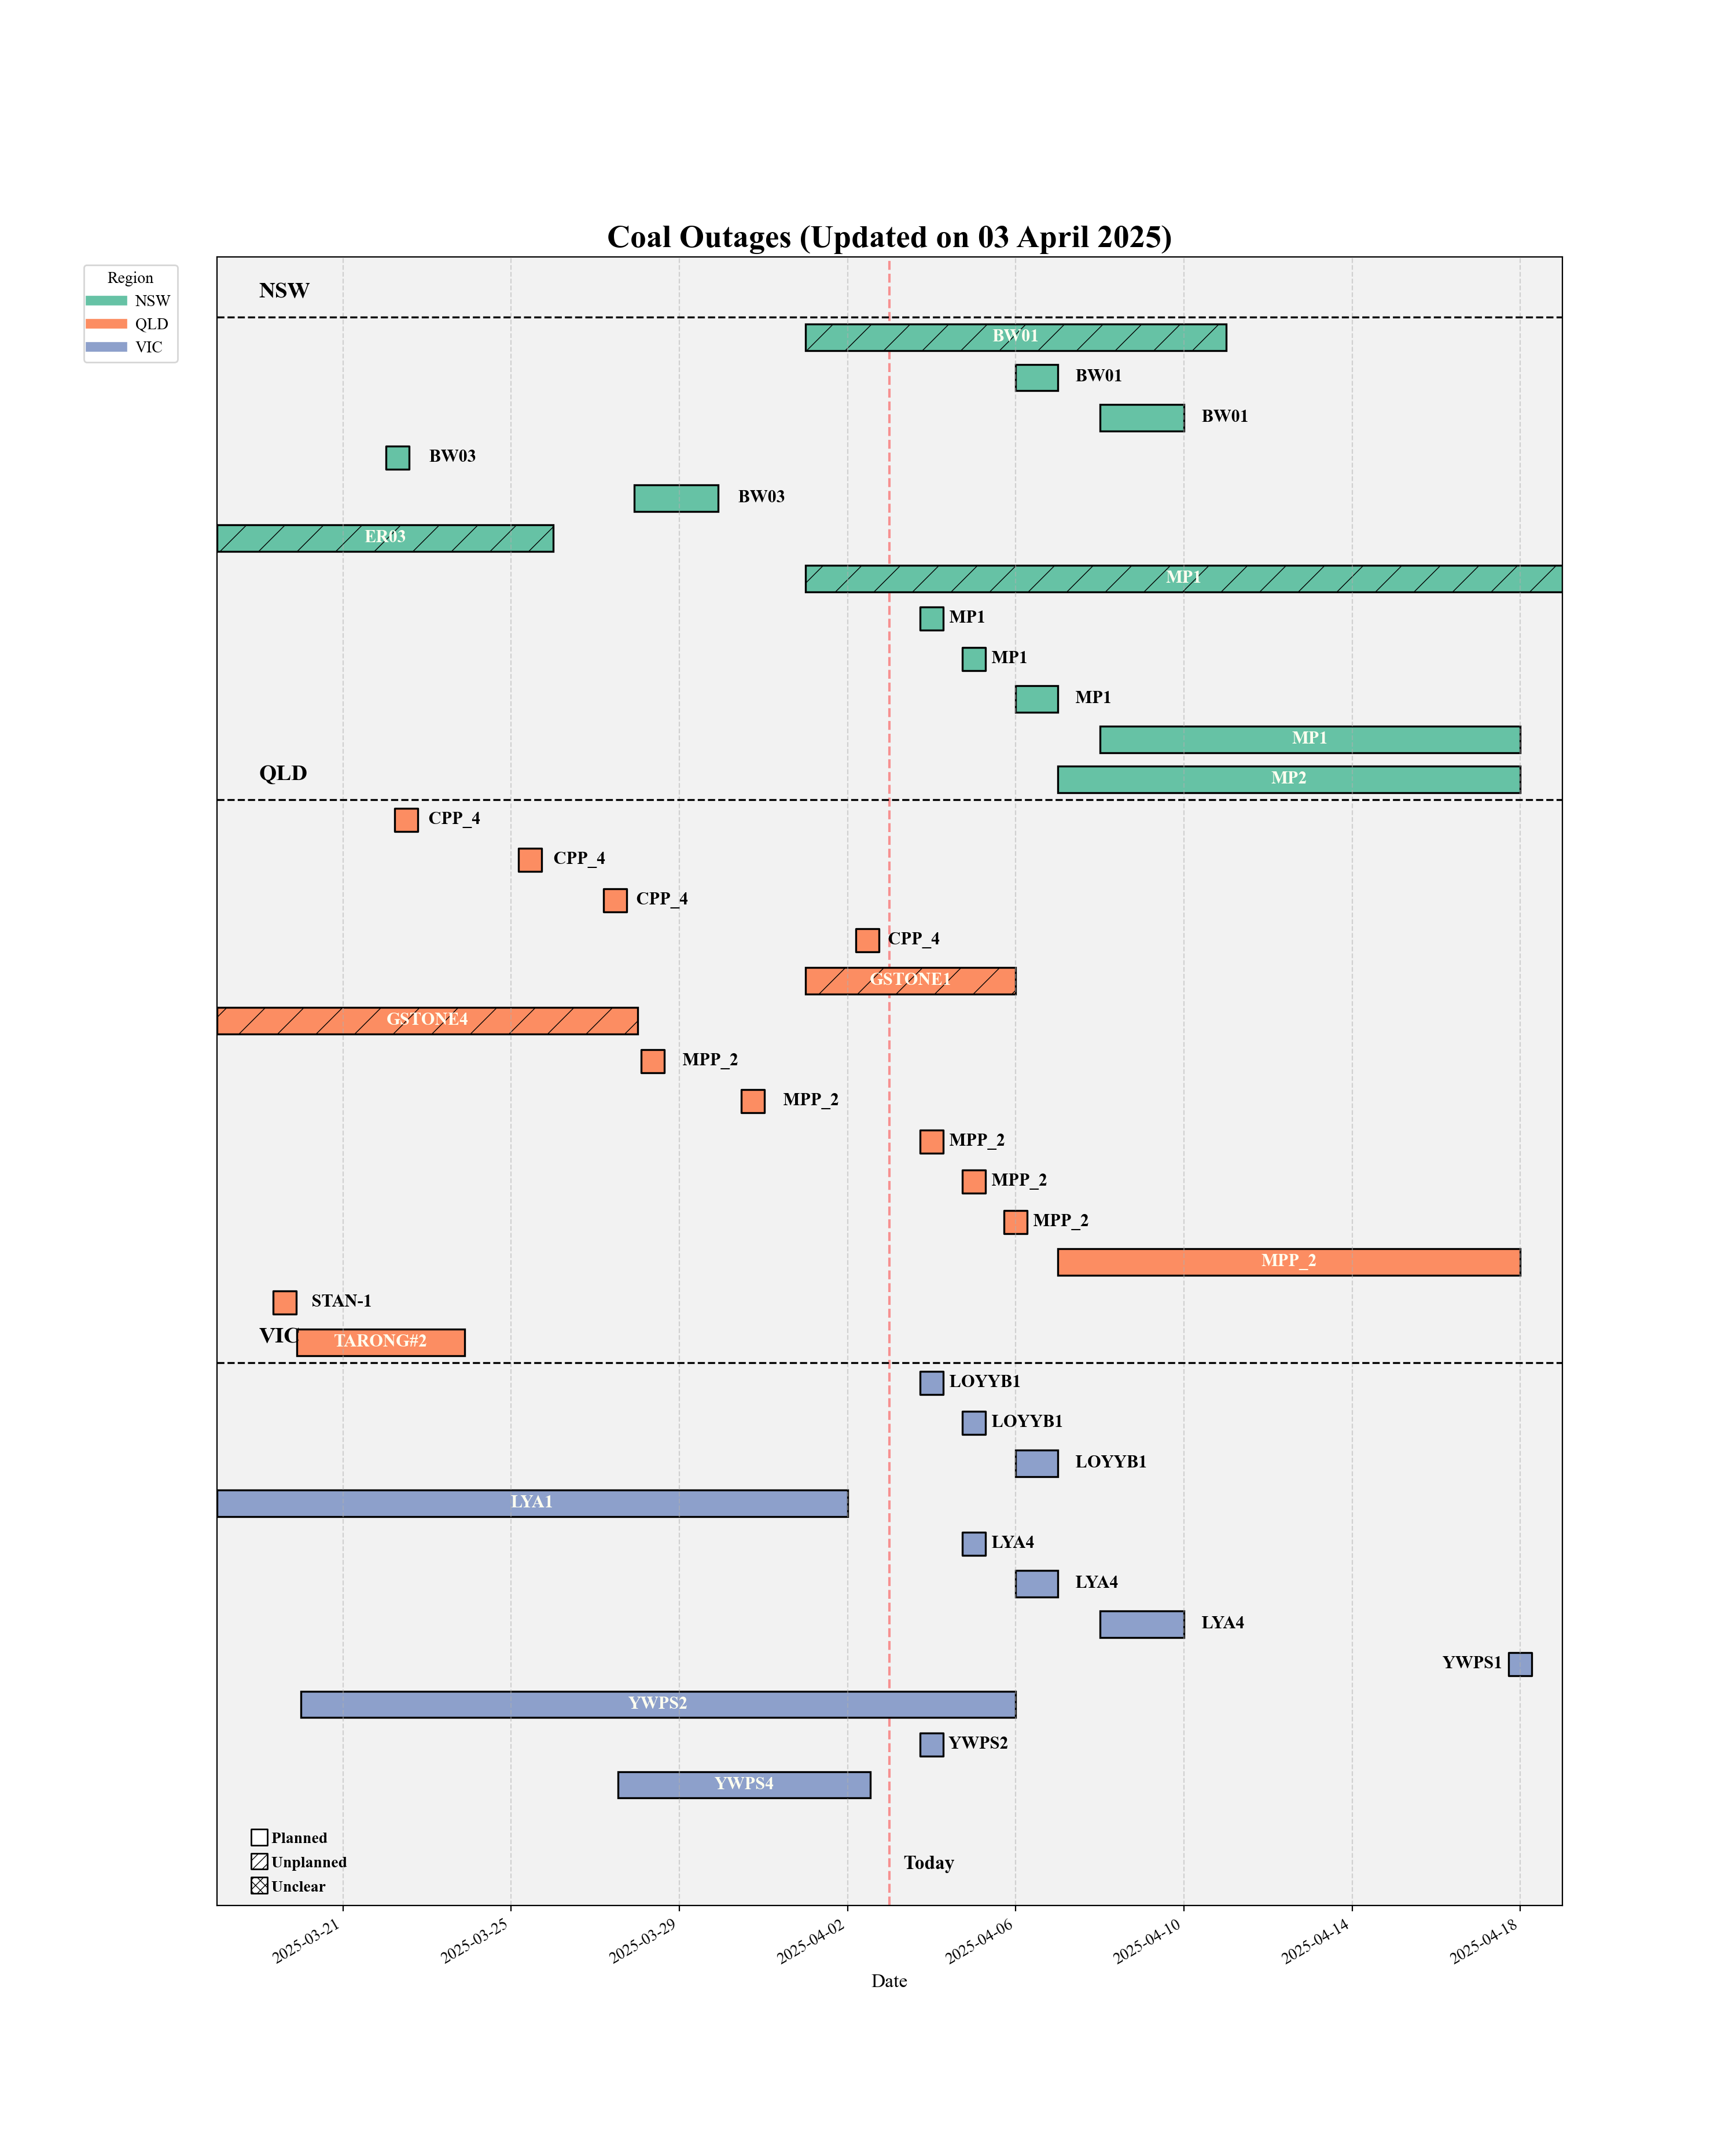 Coal Outages (Updated on 03 April 2025)
Region
NSW
QLD
VIC
NSW
BW01
BW01
BW01
BW03
BW03
ER03
MP1
MP1
MP1
MP1
MP1
MP2
QLD
CPP_4
CPP_4
CPP_4
CPP_4
GSTONE1
GSTONE4
MPP_2
MPP_2
MPP_2
MPP_2
MPP_2
MPP_2
STAN-1
VIC
TARONG#2
LOYYB1
LOYYB1
LOYYB1
LYA1
LYA4
LYA4
LYA4
YWPS1
YWPS2
YWPS2
YWPS4
Planned
Unplanned
Unclear
Today
2025-03-21
2025-03-25
2025-03-29
2025-04-02
2025-04-06
2025-04-10
2025-04-14
2025-04-18
Date